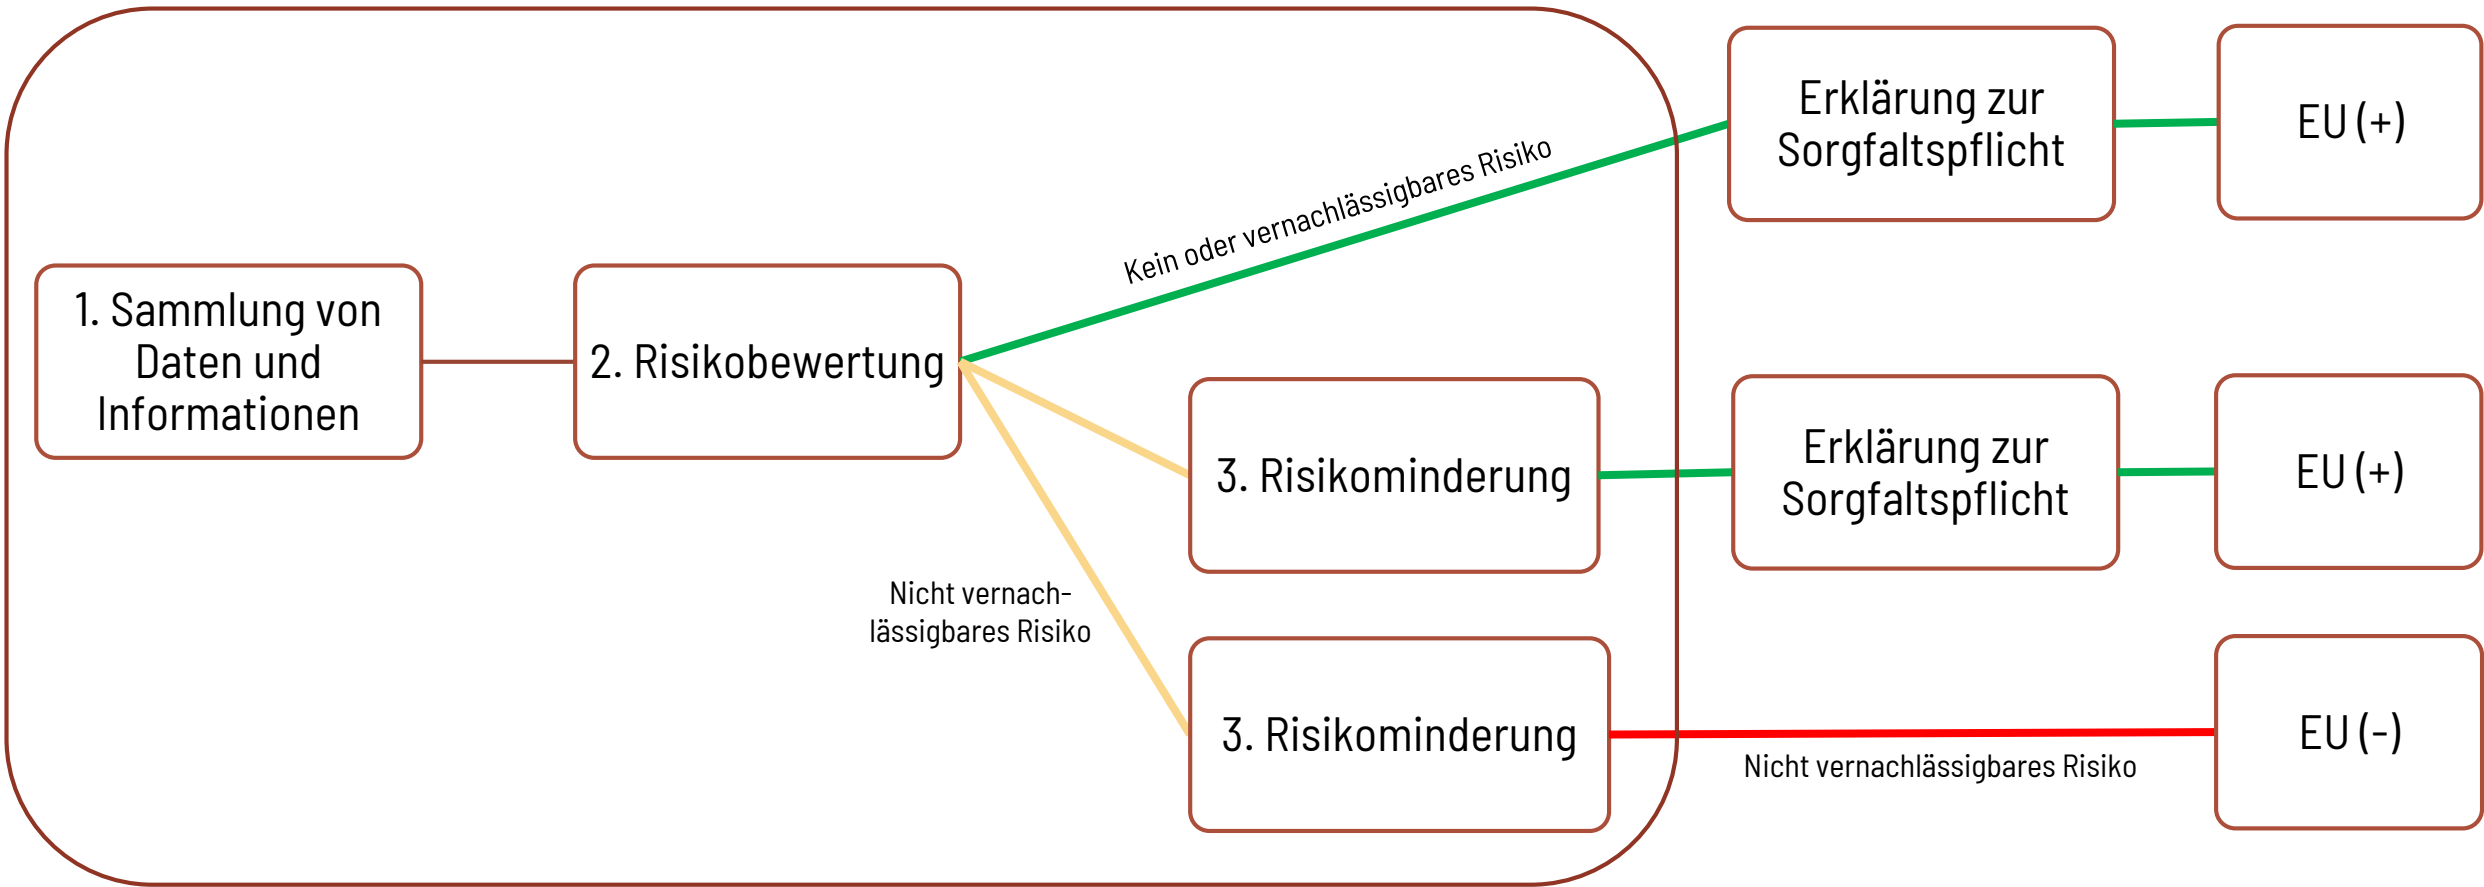 Erklärung zur
Sorgfaltspflicht
EU (+)
Kein oder vernachlässigbares Risiko
1. Sammlung von
Daten und
Informationen
2. Risikobewertung
3. Risikominderung
Erklärung zur
Sorgfaltspflicht
EU (+)
Nicht vernach-
lässigbares Risiko
3. Risikominderung
Nicht vernachlässigbares Risiko
EU (-)